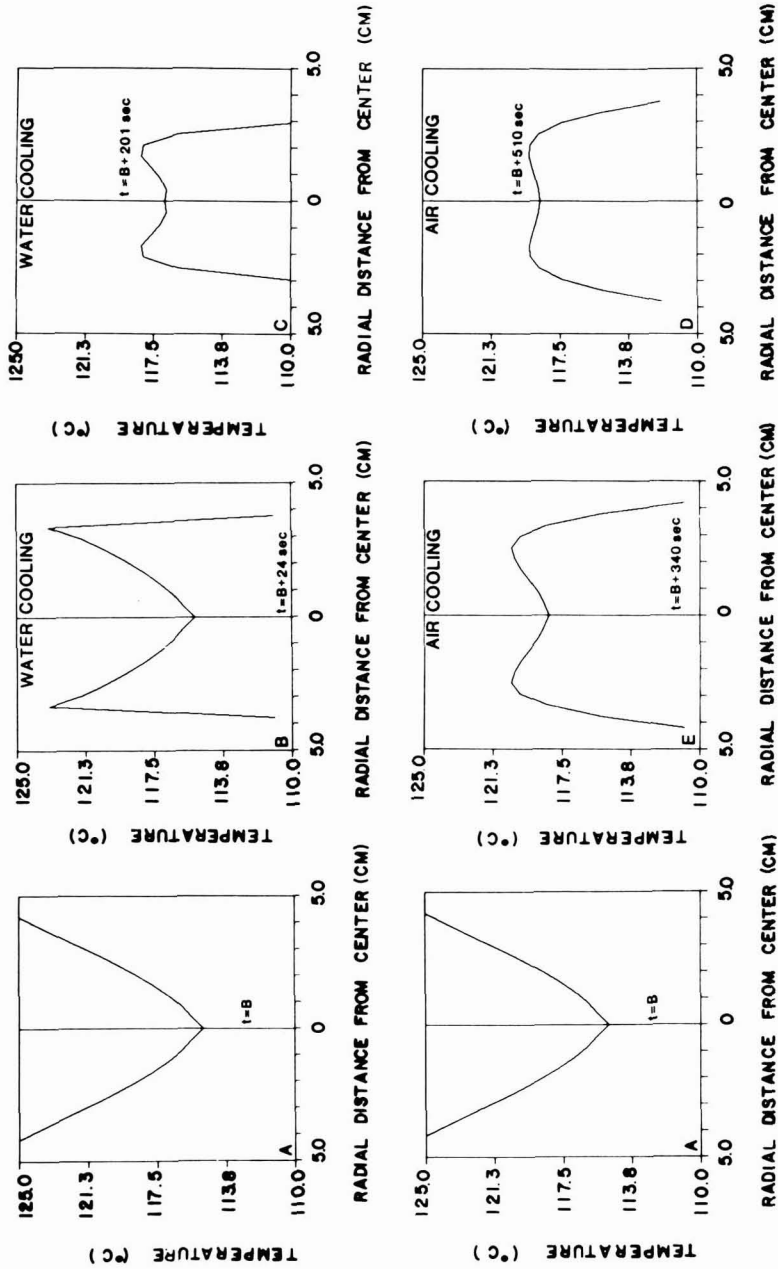 TEMPERATURE (°C)
125.0
121.3
117.5
113.8
110.0
t=B
A
5.0 0 5.0
RADIAL DISTANCE FROM CENTER (CM)
TEMPERATURE (°C)
125.0
121.3
117.5
113.8
110.0
WATER COOLING
t=B+24 sec
B
5.0 0 5.0
RADIAL DISTANCE FROM CENTER (CM)
TEMPERATURE (°C)
1250
121.3
117.5
113.8
110.0
WATER COOLING
t=B+201 sec
C
5.0 0 5.0
RADIAL DISTANCE FROM CENTER (CM)
TEMPERATURE (°C)
125.0
121.3
117.5
113.8
110.0
t=B
A
5.0 0 5.0
RADIAL DISTANCE FROM CENTER (CM)
TEMPERATURE (°C)
125.0
121.3
117.5
113.8
110.0
AIR COOLING
t=B+340 sec
E
5.0 0 5.0
RADIAL DISTANCE FROM CENTER (CM)
TEMPERATURE (°C)
125.0
121.3
117.5
113.8
110.0
AIR COOLING
t=B+510 sec
D
5.0 0 5.0
RADIAL DISTANCE FROM CENTER (CM)